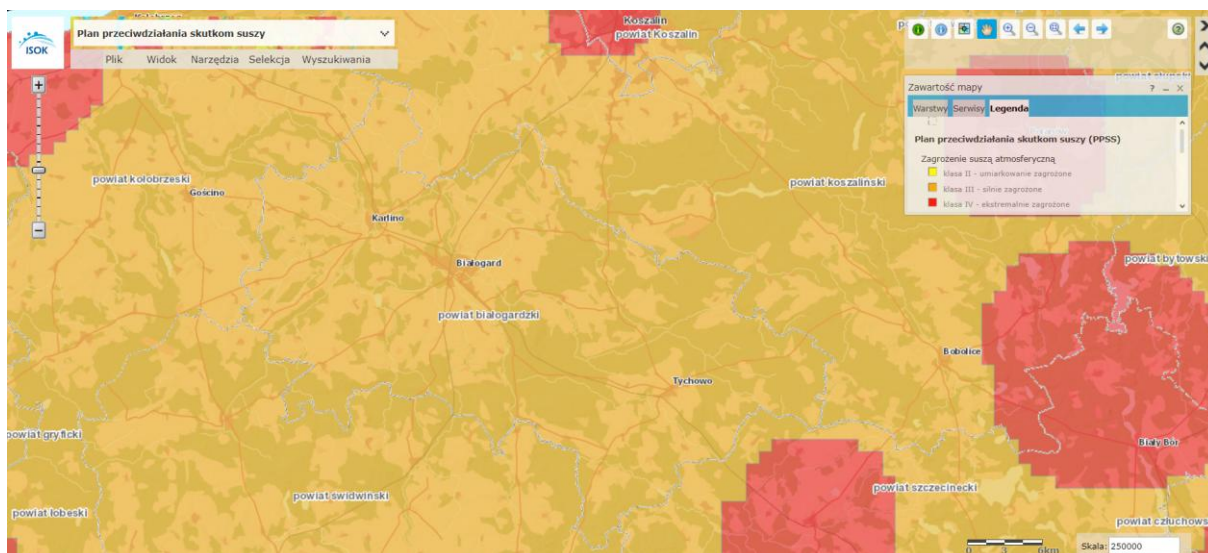 ISOK
Plan przeciwdziałania skutkom suszy
Plik Widok Narzędzia Selekcja Wyszukiwania
Koszalin
powiat Koszalin
Zawartość mapy
Warstwy Serwisy Legenda
Plan przeciwdziałania skutkom suszy (PPSS)
Zagrożenie suszą atmosferyczną
klasa II - umiarkowanie zagrożone
klasa III - silnie zagrożone
klasa IV - ekstremalnie zagrożone
powiat kołobrzeski
Gościno
powiat koszaliński
Karlino
Białogard
powiat bytowski
powiat białogardzki
Bobolice
Tychowo
powiat gryficki
Biały Bór
powiat świdwiński
powiat szczecinecki
powiat łobeski
powiat człuchows
0 3 6km
Skala: 250000